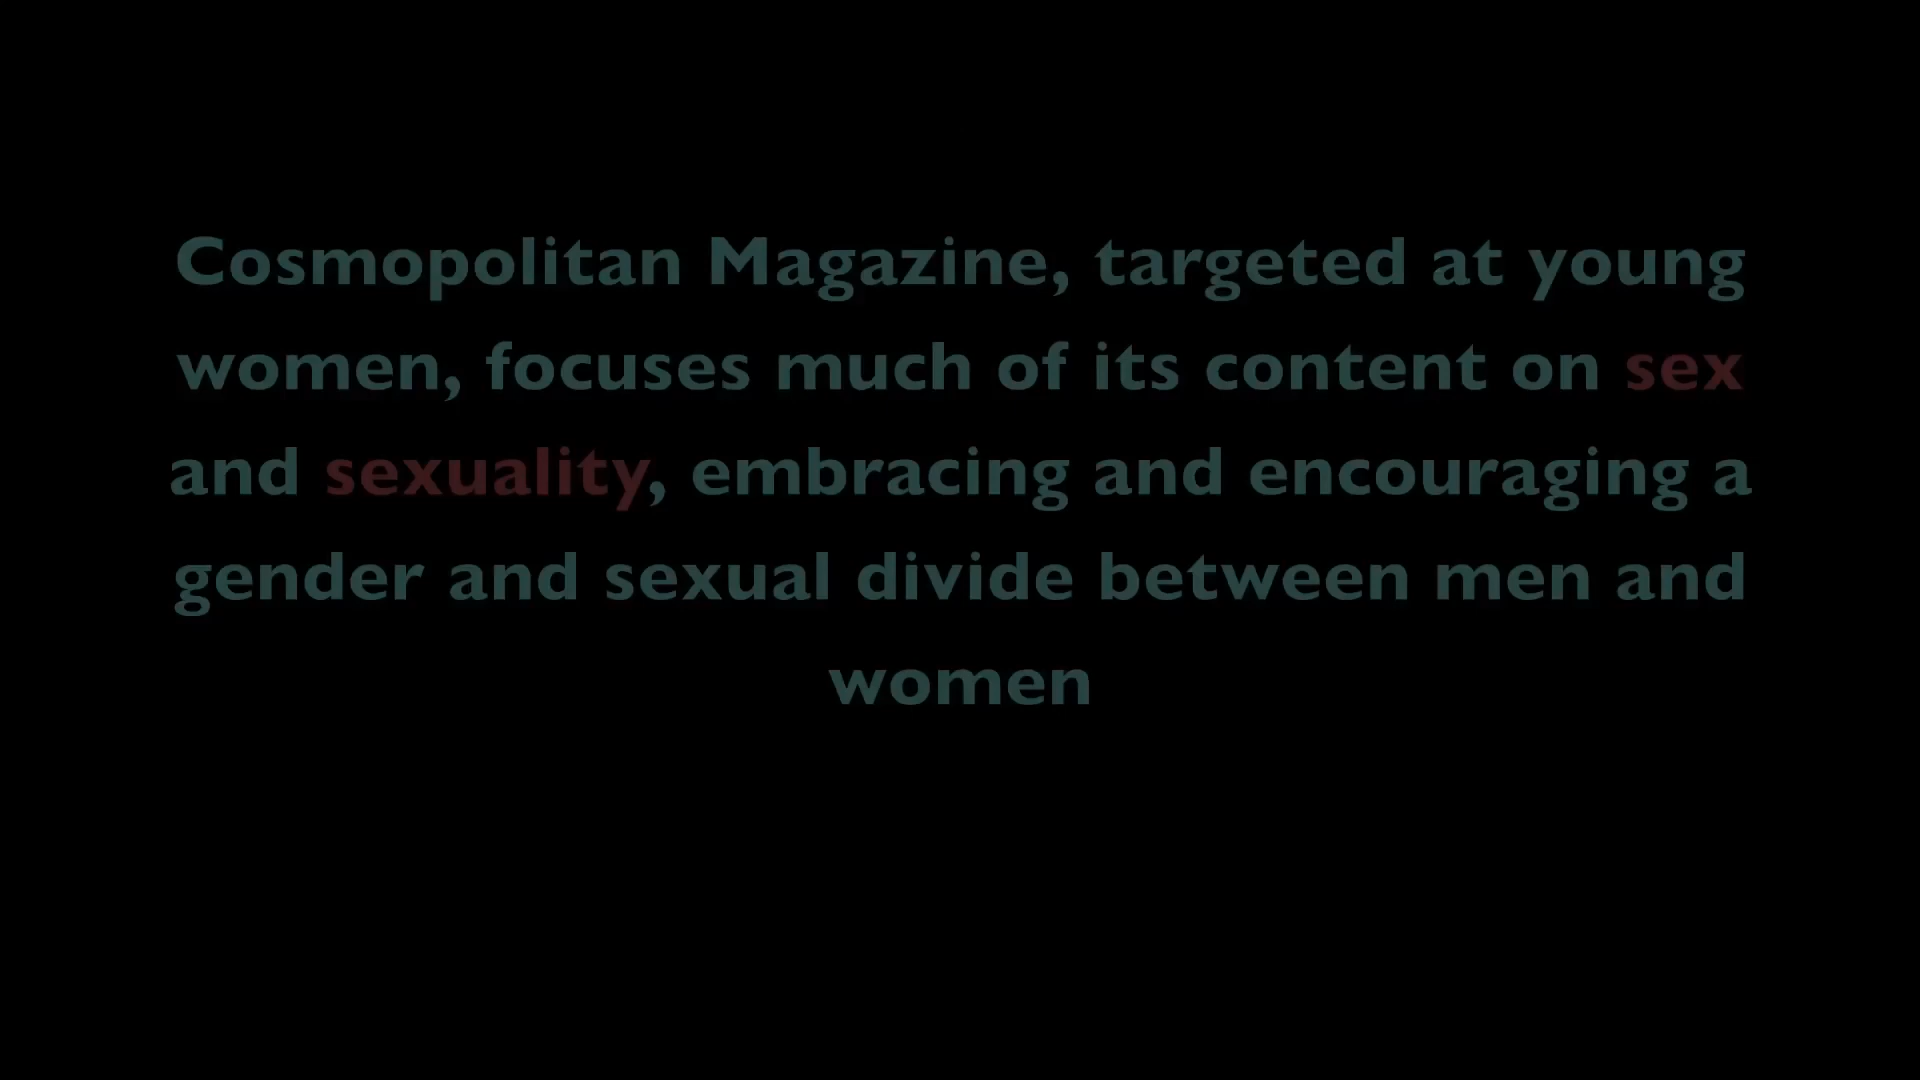 Cosmopolitan Magazine, targeted at young
women, focuses much of its content on sex
and sexuality, embracing and encouraging a
gender and sexual divide between men and
women